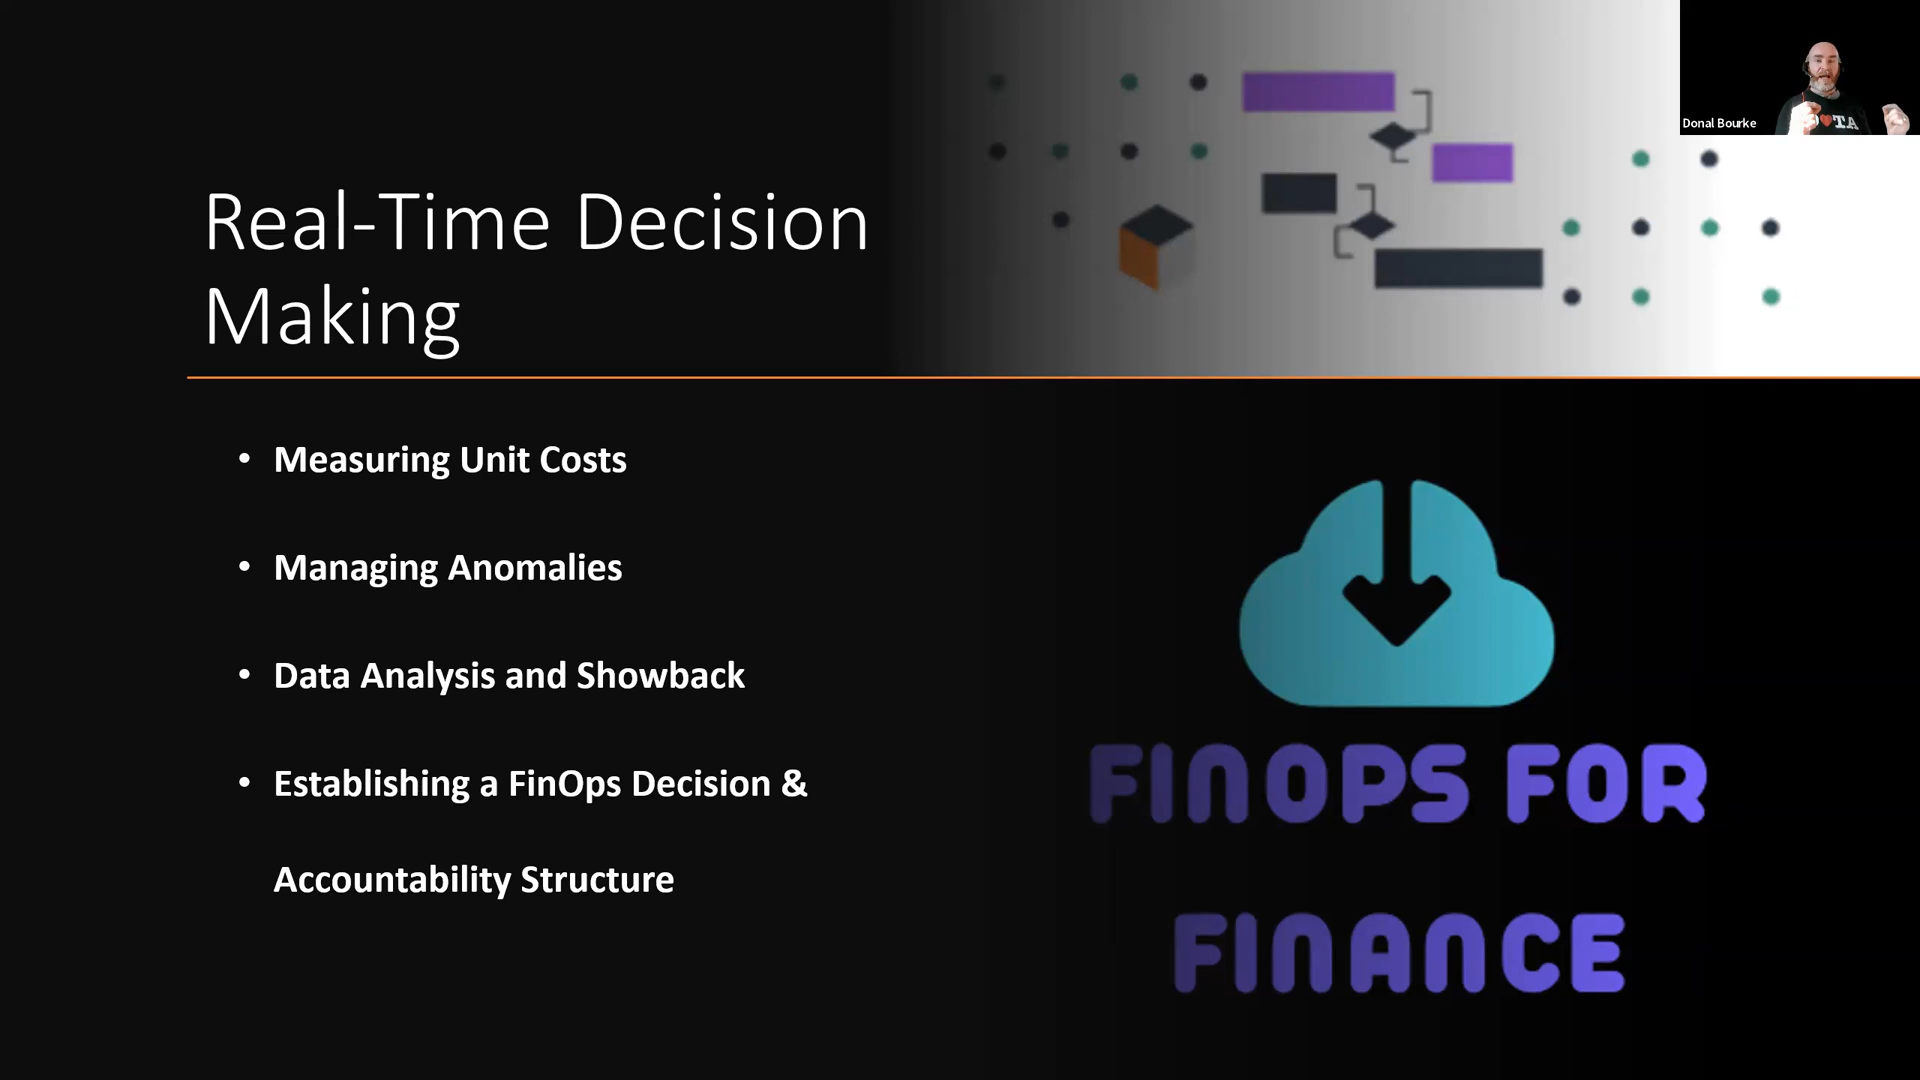 Real-Time Decision
Making
Donal Bourke
• Measuring Unit Costs
• Managing Anomalies
• Data Analysis and Showback
• Establishing a FinOps Decision &
Accountability Structure
FINOPS FOR
FINANCE